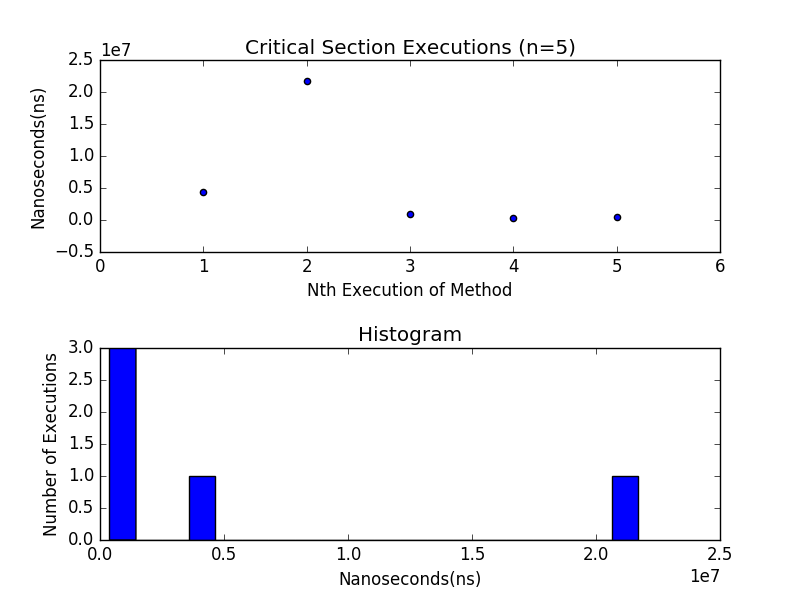 Critical Section Executions (n=5)
1e7
2.5
2.0
1.5
1.0
0.5
0.0
−0.5
Nanoseconds(ns)
0 1 2 3 4 5 6
Nth Execution of Method
Histogram
3.0
2.5
2.0
1.5
1.0
0.5
0.0
Number of Executions
0.0 0.5 1.0 1.5 2.0 2.5
1e7
Nanoseconds(ns)